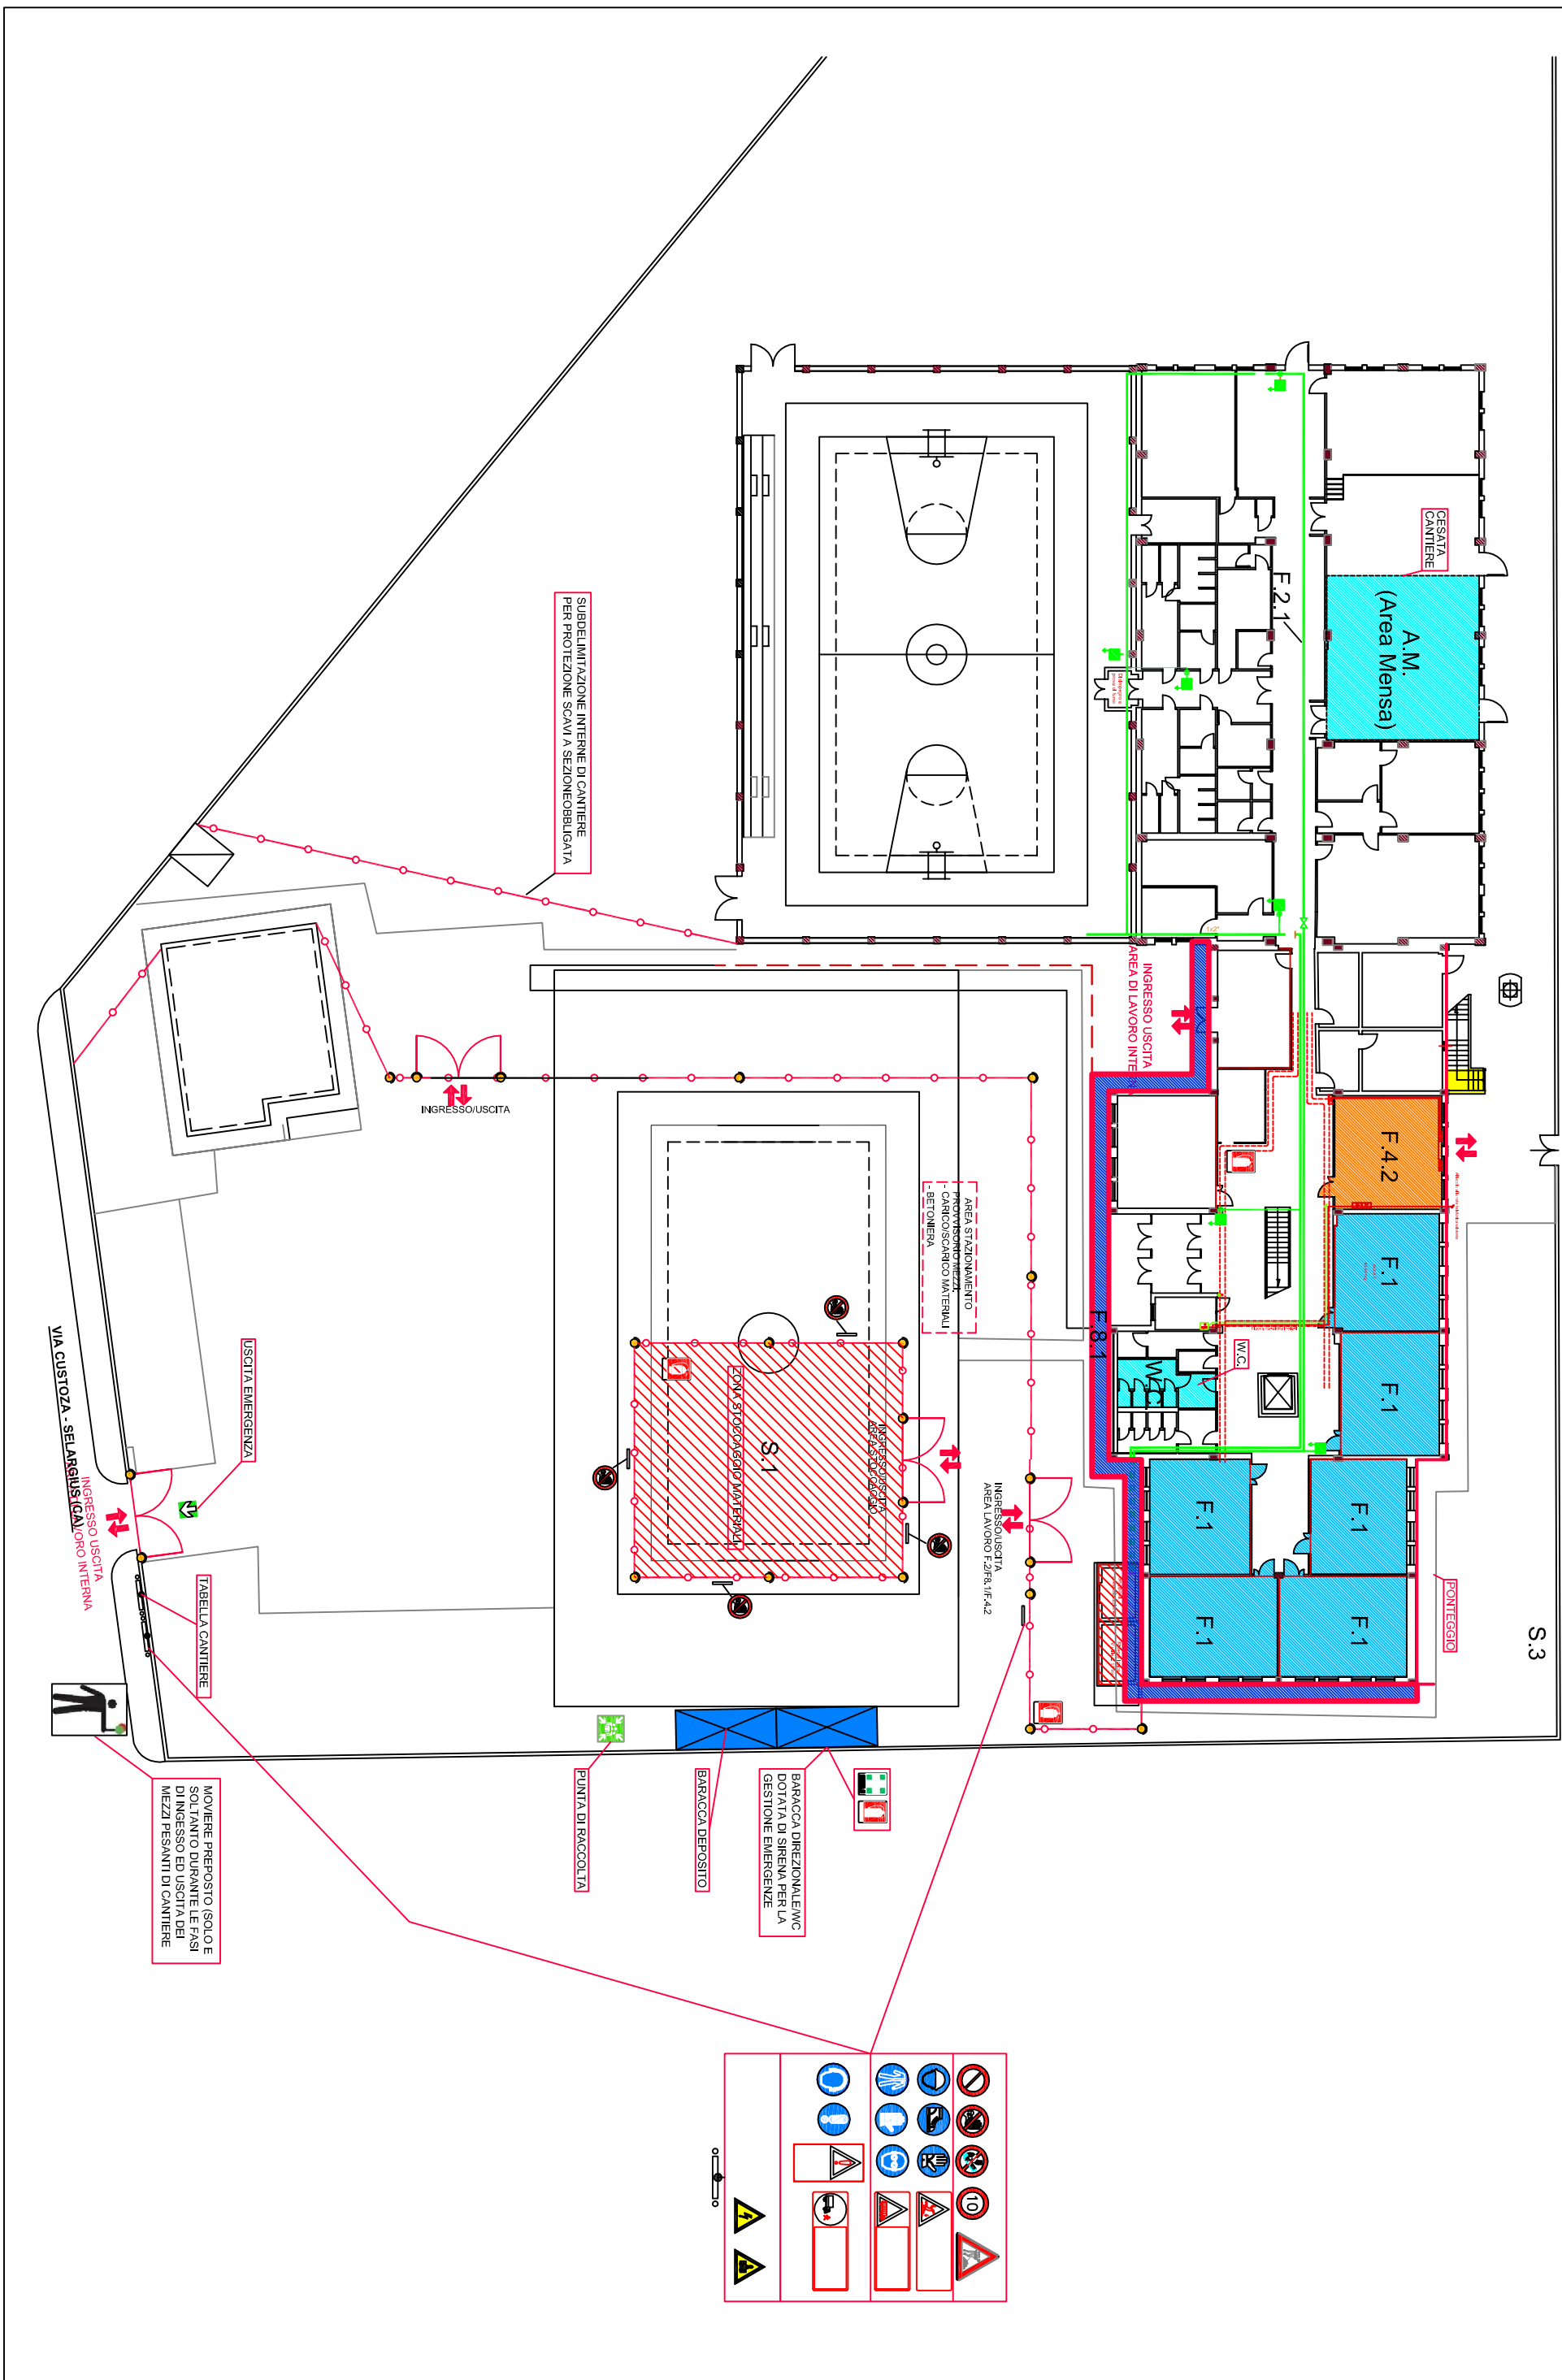 S.3
PONTEGGIO
CESATA
CANTIERE
A.M.
(Area Mensa)
F.2.1
F.4.2
F.1
F.1
F.1
F.1
F.1
F.1
W.C.
W.C.
F.8.1
1x2"
INGRESSO USCITA
AREA DI LAVORO INTERN
INGRESSO/USCITA
AREA LAVORO F.2/F8.1/F.4.2
AREA STAZIONAMENTO
PROVVISORIO MEZZI:
- CARICO/SCARICO MATERIALI
- BETONIERA
INGRESSO/USCITA
AREA STOCCAGGIO
S.1
ZONA STOCCAGGIO MATERIALI
SUBDELIMITAZIONE INTERNE DI CANTIERE
PER PROTEZIONE SCAVI A SEZIONEOBBLIGATA
INGRESSO/USCITA
BARACCA DIREZIONALE/WC
DOTATA DI SIRENA PER LA
GESTIONE EMERGENZE
BARACCA DEPOSITO
PUNTA DI RACCOLTA
USCITA EMERGENZA
TABELLA CANTIERE
MOVIERE PREPOSTO (SOLO E
SOLTANTO DURANTE LE FASI
DI INGESSO ED USCITA DEI
MEZZI PESANTI DI CANTIERE
INGRESSO USCITA
VORO INTERNA
VIA CUSTOZA - SELARGIUS (CA)
10